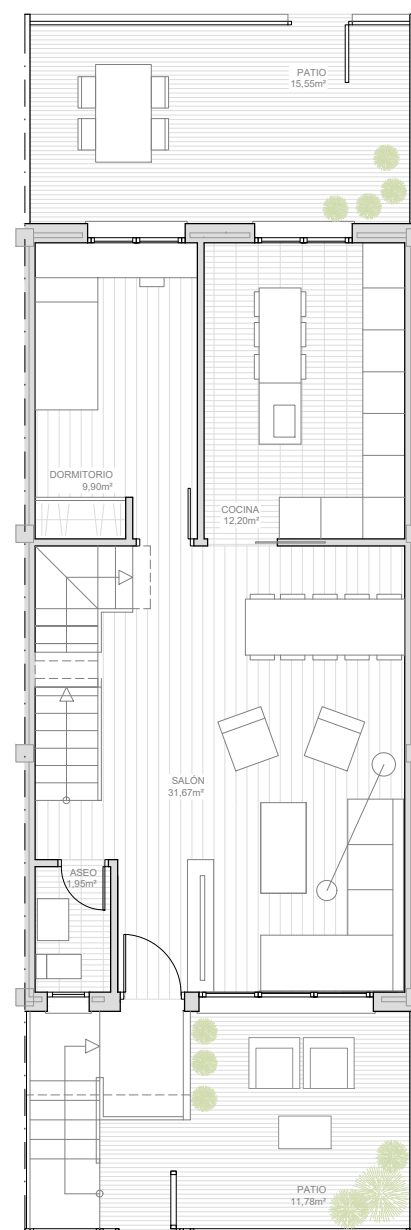 PATIO
15,55m²
DORMITORIO
9,90m²
COCINA
12,20m²
SALÓN
31,67m²
ASEO
1,95m²
PATIO
11,78m²